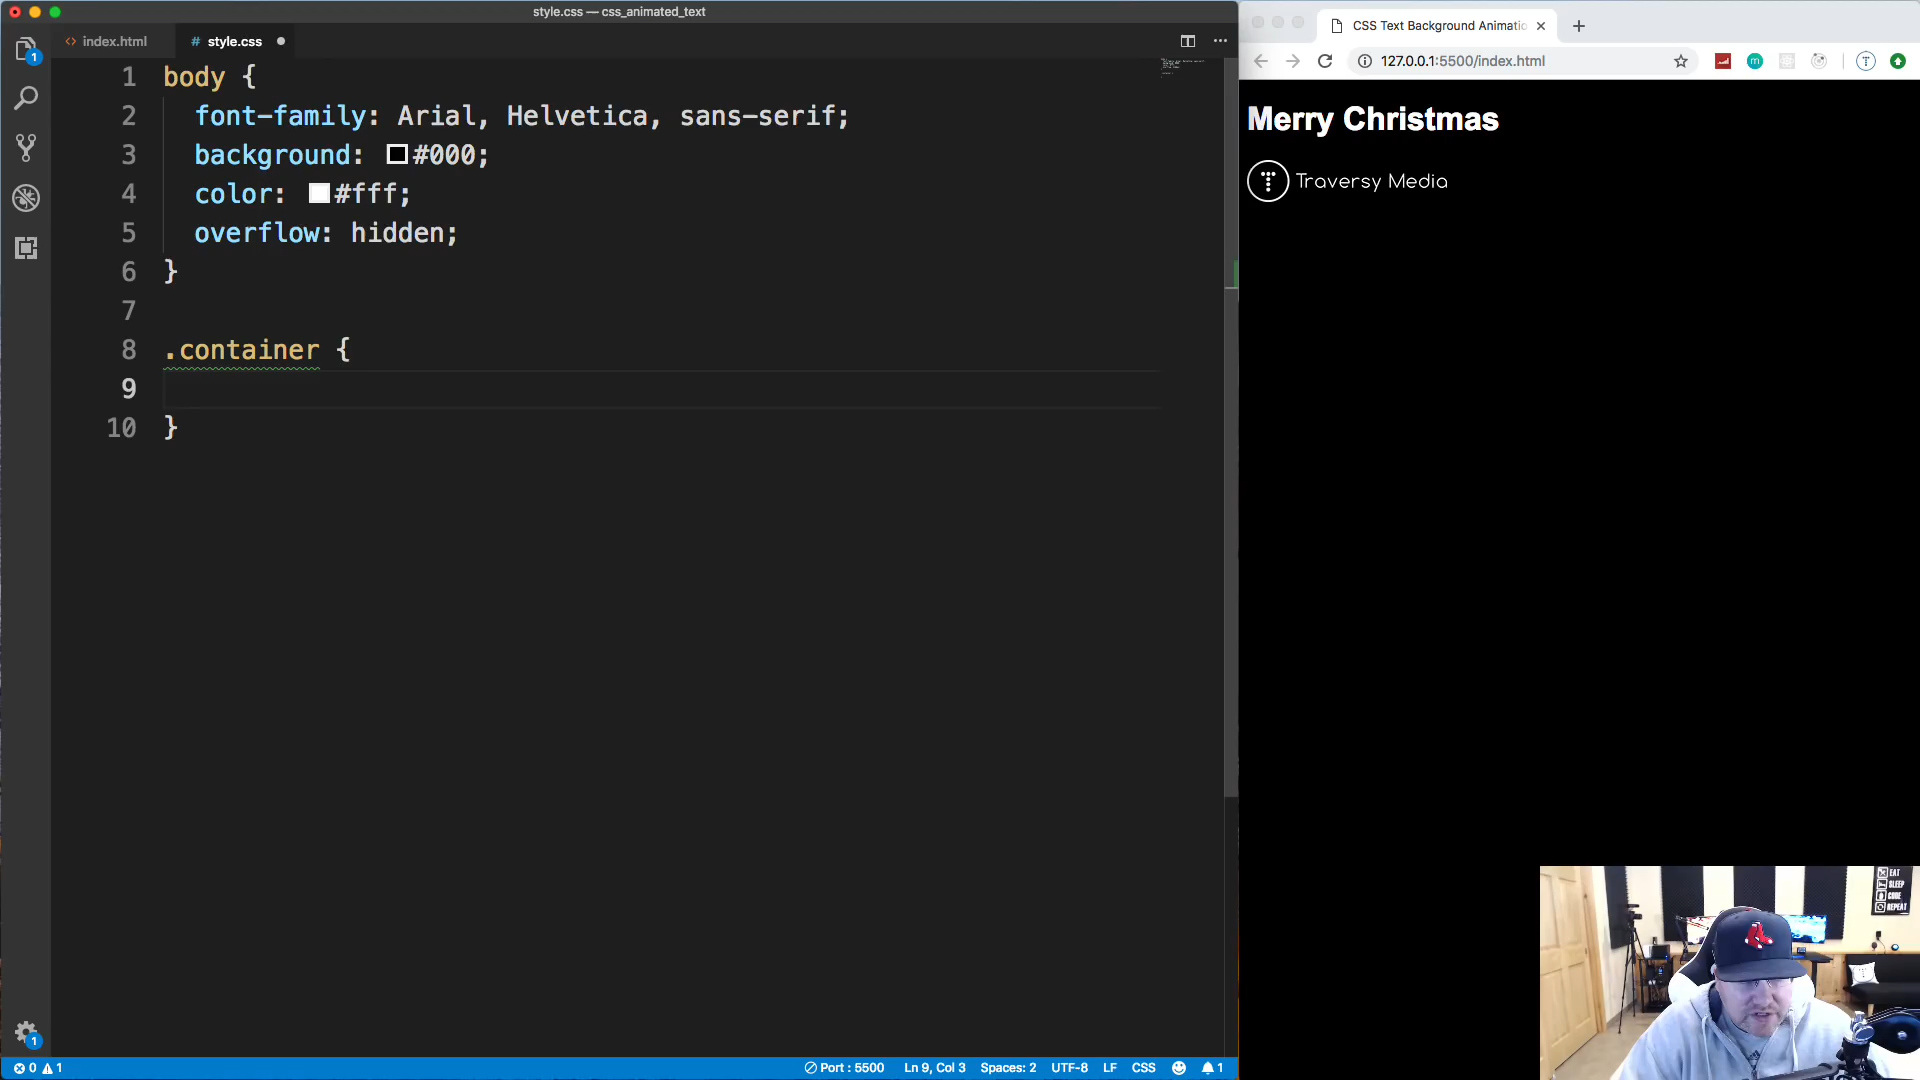 style.css — css_animated_text
1
<> index.html
# style.css
1 body {
2 font-family: Arial, Helvetica, sans-serif;
3 background: #000;
4 color: #fff;
5 overflow: hidden;
6 }
7
8 .container {
9
10 }
1
0 1
Port : 5500 Ln 9, Col 3 Spaces: 2 UTF-8 LF CSS 1
CSS Text Background Animatio
127.0.0.1:5500/index.html
m
T
Merry Christmas
Traversy Media
EAT
SLEEP
CODE
REPEAT